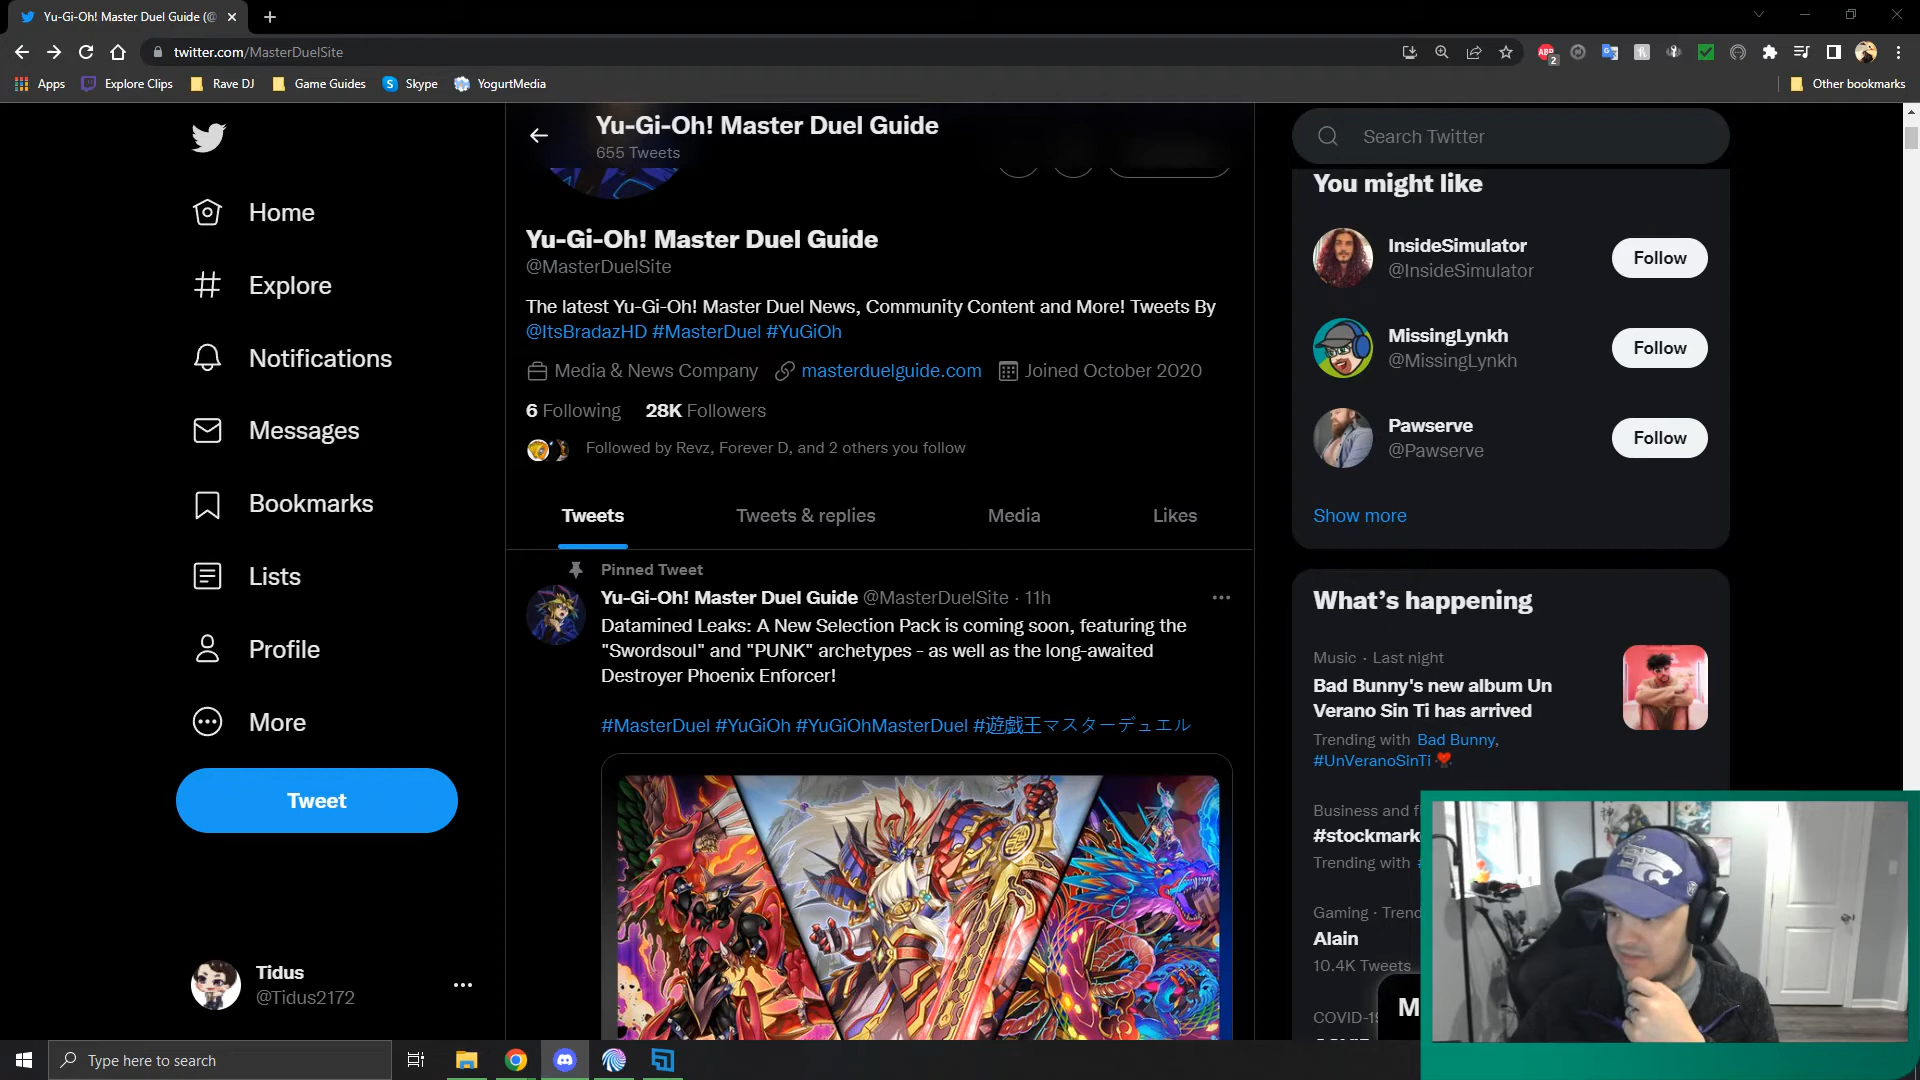 Yu-Gi-Oh! Master Duel Guide (@
twitter.com/MasterDuelSite
2
Apps
Explore Clips
Rave DJ
Game Guides
Skype
YogurtMedia
Other bookmarks
Home
Explore
Notifications
Messages
Bookmarks
Lists
Profile
More
Tweet
Tidus
@Tidus2172
Yu-Gi-Oh! Master Duel Guide
655 Tweets
Yu-Gi-Oh! Master Duel Guide
@MasterDuelSite
The latest Yu-Gi-Oh! Master Duel News, Community Content and More! Tweets By
@ItsBradazHD #MasterDuel #YuGiOh
Media & News Company masterduelguide.com Joined October 2020
6 Following 28K Followers
Followed by Revz, Forever D, and 2 others you follow
Tweets Tweets & replies Media Likes
Pinned Tweet
Yu-Gi-Oh! Master Duel Guide @MasterDuelSite · 11h
Datamined Leaks: A New Selection Pack is coming soon, featuring the
"Swordsoul" and "PUNK" archetypes - as well as the long-awaited
Destroyer Phoenix Enforcer!
#MasterDuel #YuGiOh #YuGiOhMasterDuel #遊戯王マスターデュエル
Search Twitter
You might like
InsideSimulator
@InsideSimulator
Follow
MissingLynkh
@MissingLynkh
Follow
Pawserve
@Pawserve
Follow
Show more
What's happening
Music · Last night
Bad Bunny's new album Un
Verano Sin Ti has arrived
Trending with Bad Bunny,
#UnVeranoSinTi
Business and f
#stockmark
Trending with
Gaming · Trend
Alain
10.4K Tweets
COVID-19
M
Type here to search